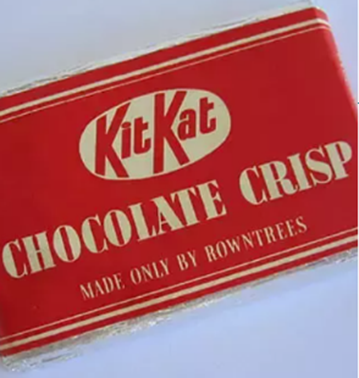 KitKat
CHOCOLATE CRISP
MADE ONLY BY ROWNTREES